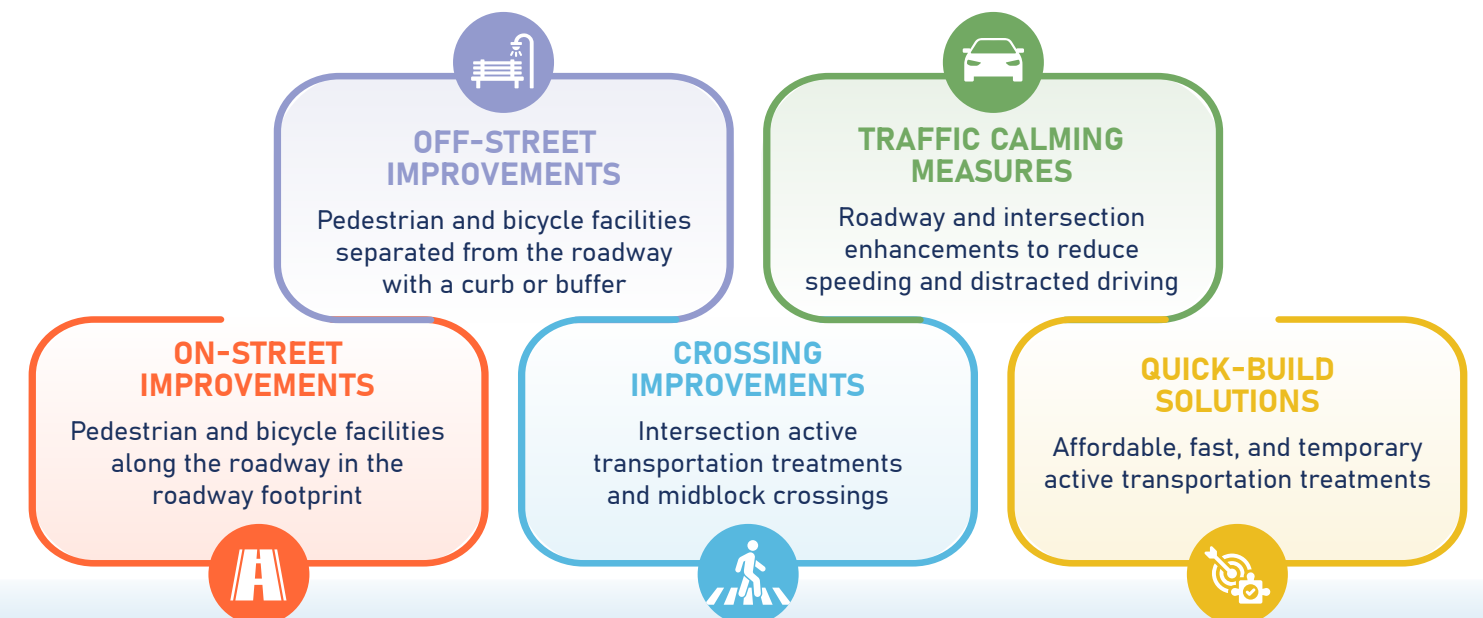 OFF-STREET
IMPROVEMENTS
Pedestrian and bicycle facilities
separated from the roadway
with a curb or buffer
TRAFFIC CALMING
MEASURES
Roadway and intersection
enhancements to reduce
speeding and distracted driving
ON-STREET
IMPROVEMENTS
Pedestrian and bicycle facilities
along the roadway in the
roadway footprint
CROSSING
IMPROVEMENTS
Intersection active
transportation treatments
and midblock crossings
QUICK-BUILD
SOLUTIONS
Affordable, fast, and temporary
active transportation treatments